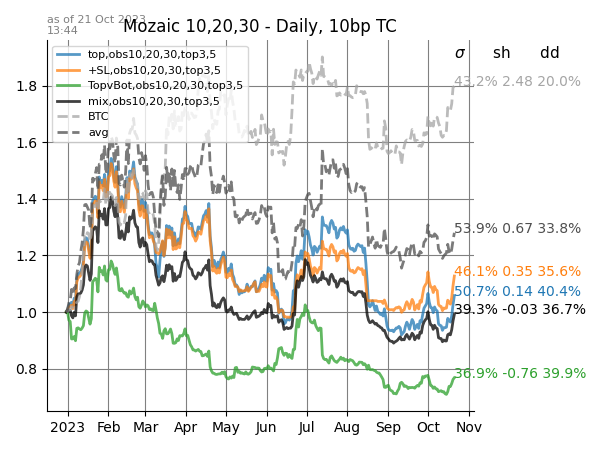 as of 21 Oct 2023
13:44
Mozaic 10,20,30 - Daily, 10bp TC
σ sh dd
top,obs10,20,30,top3,5
+SL,obs10,20,30,top3,5
TopvBot,obs10,20,30,top3,5
mix,obs10,20,30,top3,5
BTC
avg
43.2% 2.48 20.0%
53.9% 0.67 33.8%
46.1% 0.35 35.6%
50.7% 0.14 40.4%
39.3% -0.03 36.7%
36.9% -0.76 39.9%
1.8
1.6
1.4
1.2
1.0
0.8
2023 Feb Mar Apr May Jun Jul Aug Sep Oct Nov